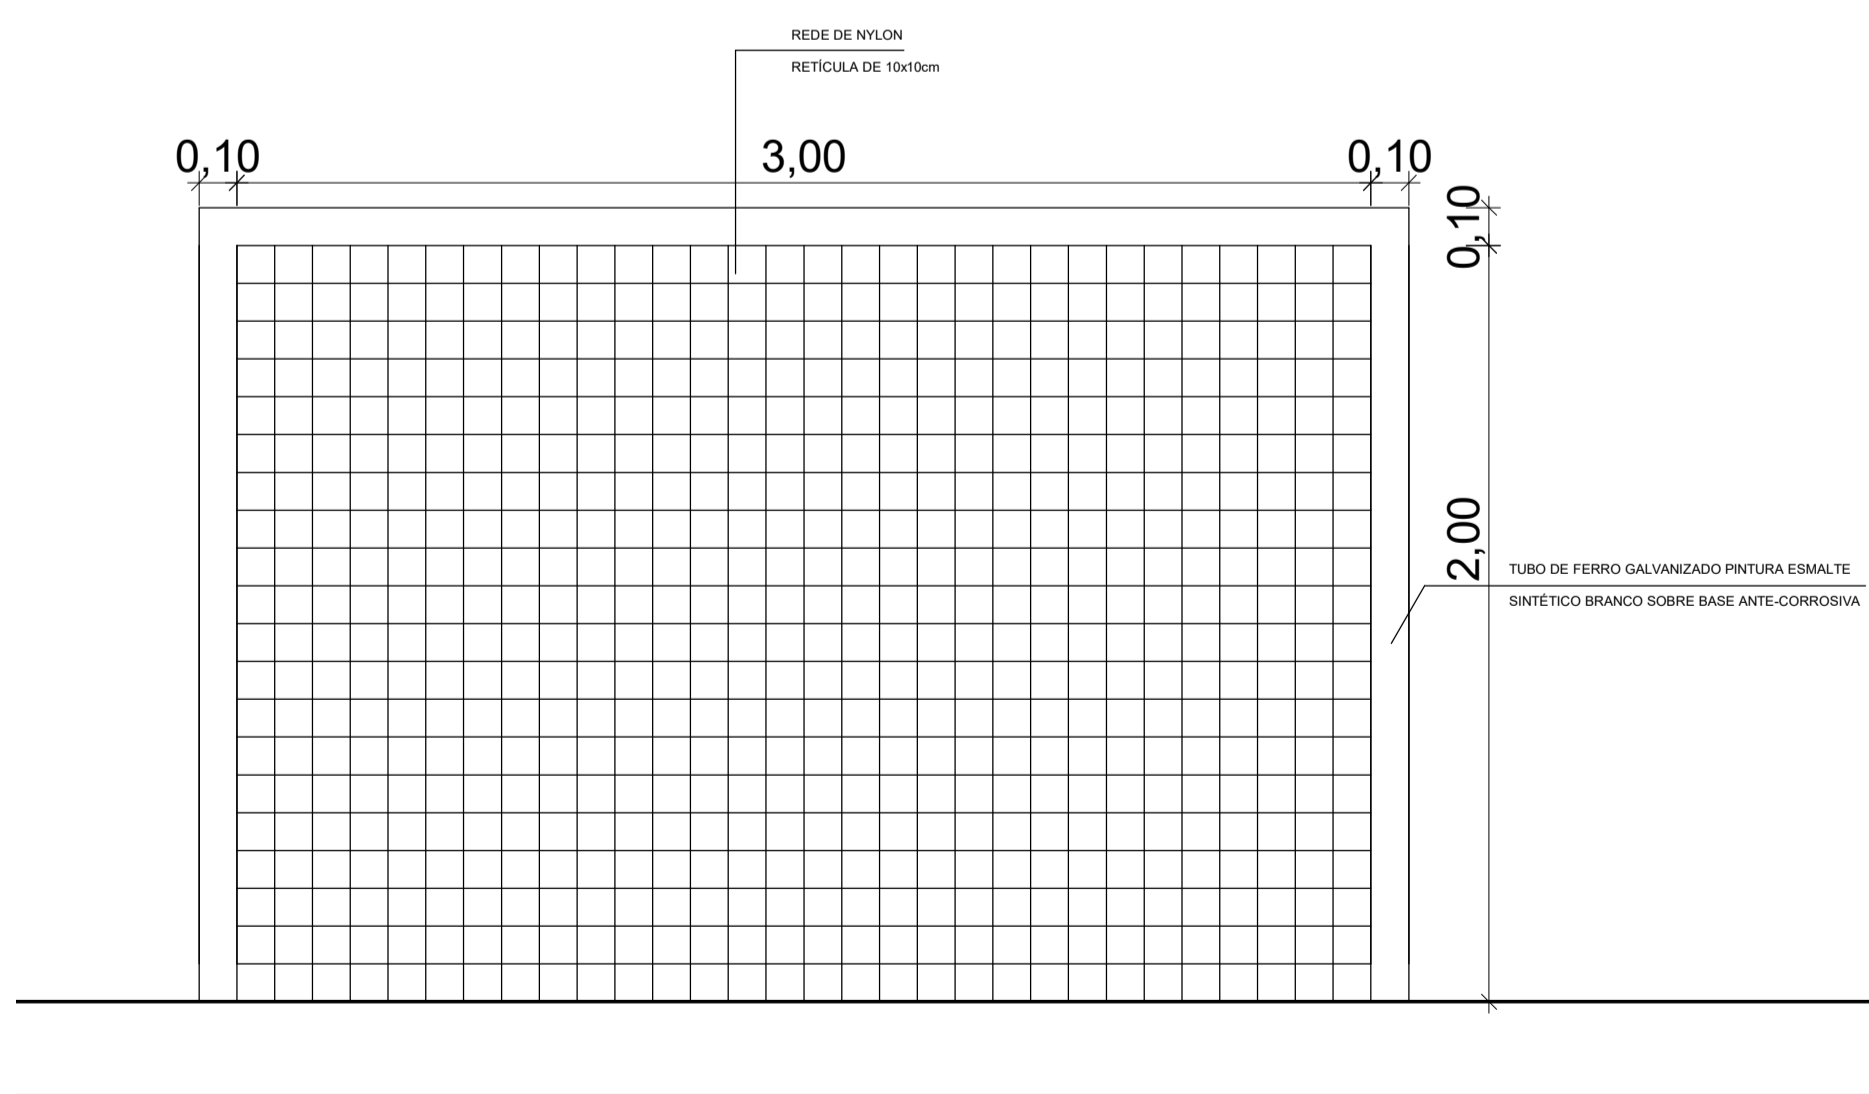 REDE DE NYLON
RETÍCULA DE 10x10cm
0,10
3,00
0,10
0,10
2,00
TUBO DE FERRO GALVANIZADO PINTURA ESMALTE
SINTÉTICO BRANCO SOBRE BASE ANTE-CORROSIVA